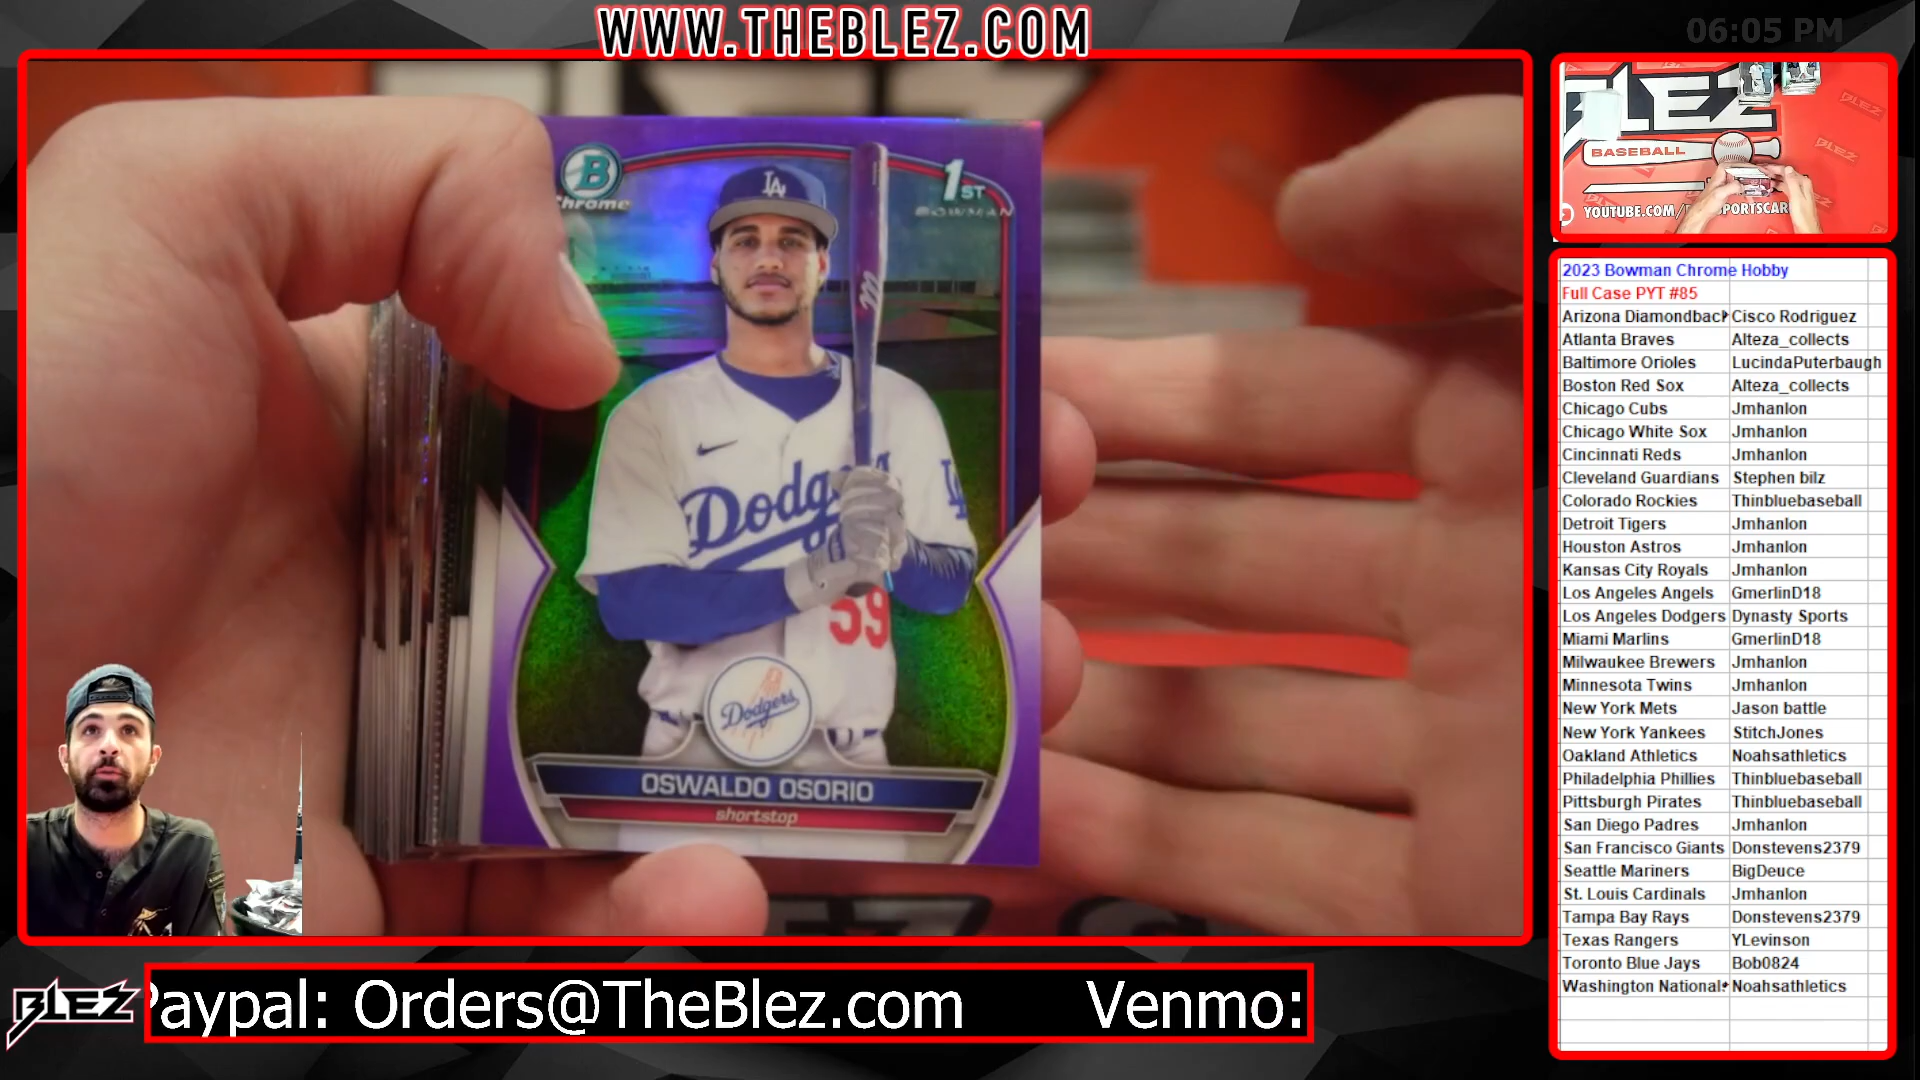 WWW.THEBLEZ.COM
06:05 PM
B
Chrome
1ST
BOWMAN
LA
Dodg
LA
59
Dodgers
OSWALDO OSORIO
shortstop
BLEZ
BASEBALL
BLEZ
BLEZ
YOUTUBE.COM/
SPORTSCAR
2023 Bowman Chrome Hobby
Full Case PYT #85
Arizona Diamondback Cisco Rodriguez
Atlanta Braves Alteza_collects
Baltimore Orioles LucindaPuterbaugh
Boston Red Sox Alteza_collects
Chicago Cubs Jmhanlon
Chicago White Sox Jmhanlon
Cincinnati Reds Jmhanlon
Cleveland Guardians Stephen bilz
Colorado Rockies Thinbluebaseball
Detroit Tigers Jmhanlon
Houston Astros Jmhanlon
Kansas City Royals Jmhanlon
Los Angeles Angels GmerlinD18
Los Angeles Dodgers Dynasty Sports
Miami Marlins GmerlinD18
Milwaukee Brewers Jmhanlon
Minnesota Twins Jmhanlon
New York Mets Jason battle
New York Yankees StitchJones
Oakland Athletics Noahsathletics
Philadelphia Phillies Thinbluebaseball
Pittsburgh Pirates Thinbluebaseball
San Diego Padres Jmhanlon
San Francisco Giants Donstevens2379
Seattle Mariners BigDeuce
St. Louis Cardinals Jmhanlon
Tampa Bay Rays Donstevens2379
Texas Rangers YLevinson
Toronto Blue Jays Bob0824
Washington Nationals Noahsathletics
BLEZ
Paypal: Orders@TheBlez.com Venmo: